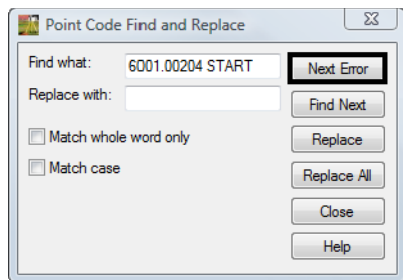 Point Code Find and Replace
Find what: 6D01.00204 START Next Error
Replace with: Find Next
Match whole word only Replace
Match case Replace All
Close
Help